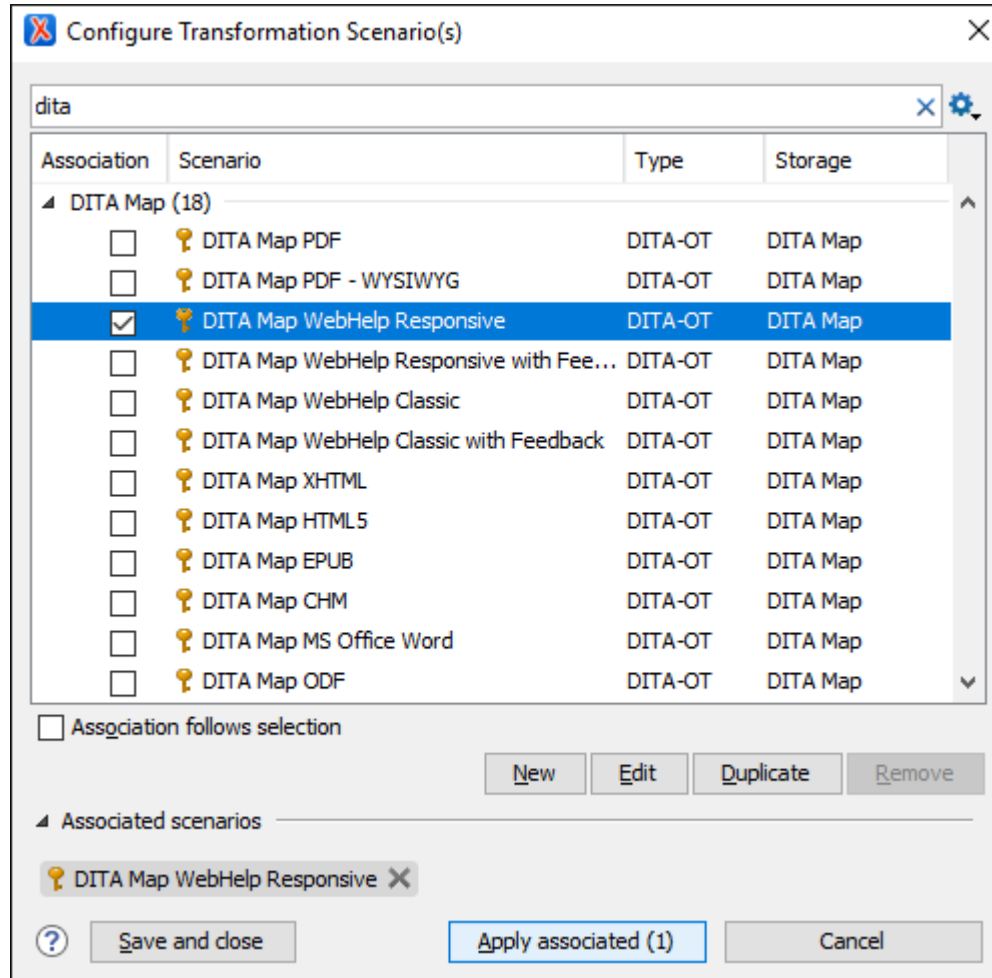 Configure Transformation Scenario(s)
dita
Association Scenario Type Storage
DITA Map (18)
DITA Map PDF DITA-OT DITA Map
DITA Map PDF - WYSIWYG DITA-OT DITA Map
DITA Map WebHelp Responsive DITA-OT DITA Map
DITA Map WebHelp Responsive with Fee... DITA-OT DITA Map
DITA Map WebHelp Classic DITA-OT DITA Map
DITA Map WebHelp Classic with Feedback DITA-OT DITA Map
DITA Map XHTML DITA-OT DITA Map
DITA Map HTML5 DITA-OT DITA Map
DITA Map EPUB DITA-OT DITA Map
DITA Map CHM DITA-OT DITA Map
DITA Map MS Office Word DITA-OT DITA Map
DITA Map ODF DITA-OT DITA Map
Association follows selection
New Edit Duplicate Remove
Associated scenarios
DITA Map WebHelp Responsive
? Save and close Apply associated (1) Cancel